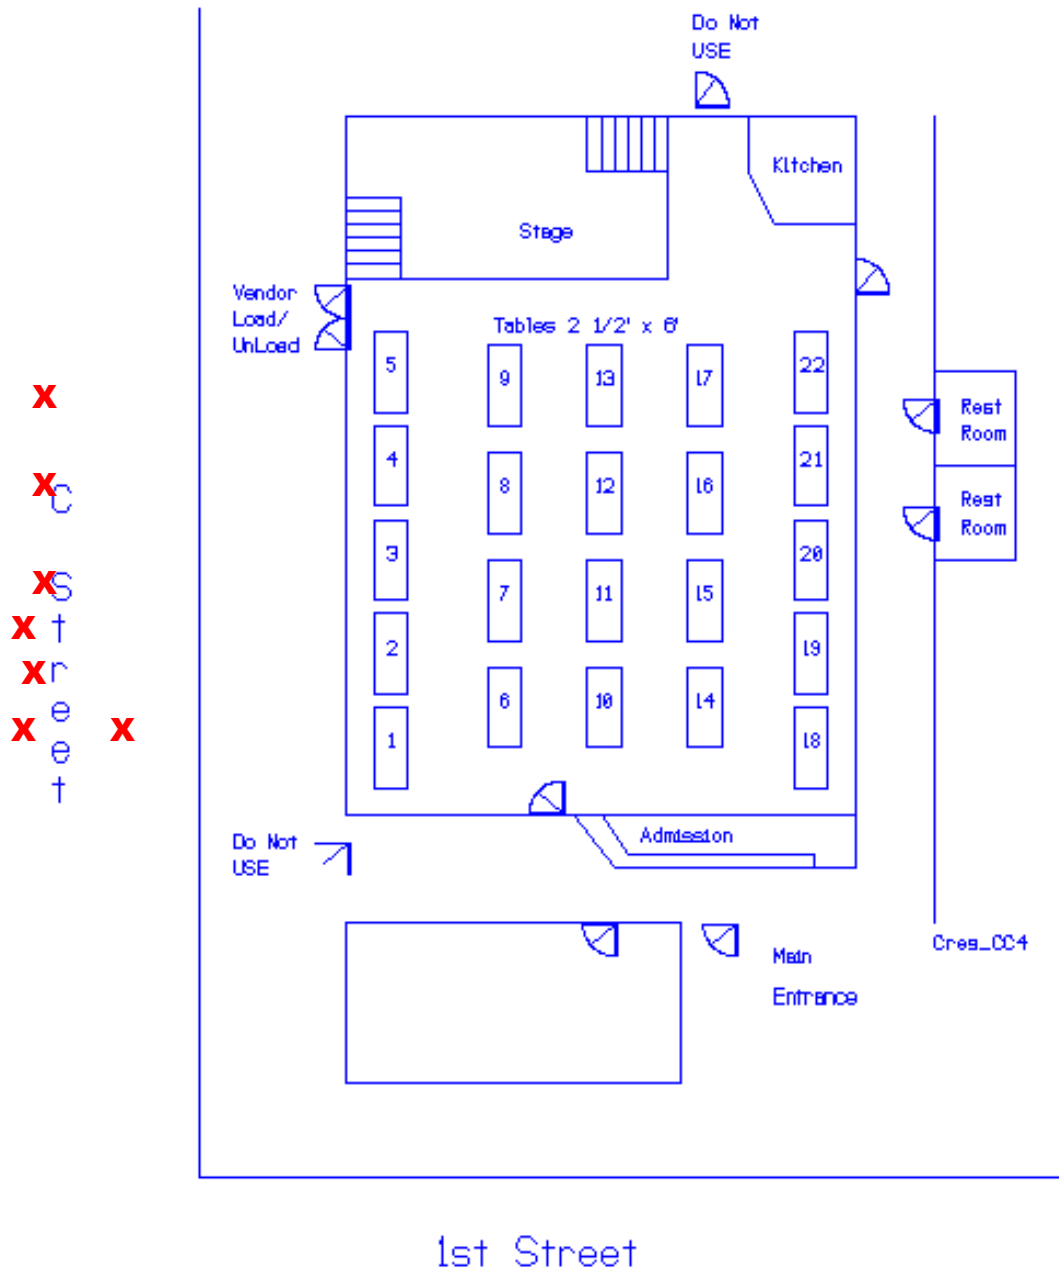 Do Not
USE
Kitchen
Stage
Vendor
Load/
UnLoad
Tables 2 1/2' x 6'
5
9
13
17
22
4
8
12
16
21
3
7
11
15
20
2
6
10
14
19
1
18
Rest
Room
Rest
Room
X
X
X
X
X
X
X
C Street
Admission
Do Not
USE
Main
Entrance
Cres_CC4
1st Street